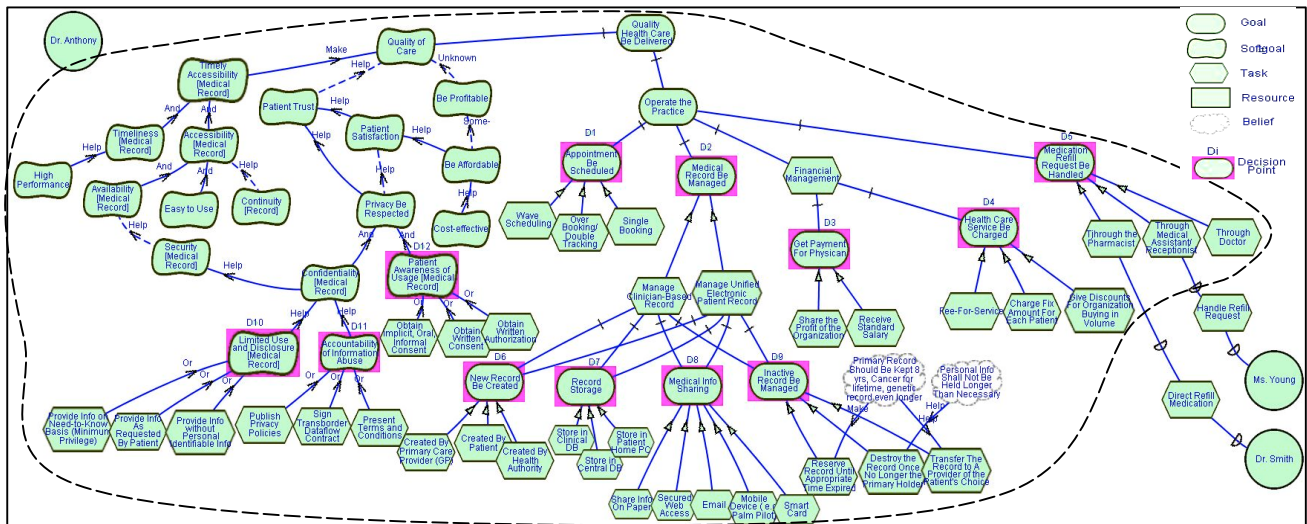 Dr. Anthony
Quality
Health Care
Be Delivered
Goal
Softgoal
Task
Resource
Belief
Di
Decision
Point
Make
Quality of
Care
Unknown
Help
Timely
Accessibility
[Medical
Record]
And
And
Be Profitable
Patient Trust
Operate the
Practice
Help
Some-
Timeliness
[Medical
Record]
Accessibility
[Medical
Record]
Patient
Satisfaction
Help
Help
Help
D1
Appointment
Be
Scheduled
D2
Medical
Record Be
Managed
D5
Medication
Refill
Request Be
Handled
High
Performance
And
And
Be Affordable
Financial
Management
Availability
[Medical
Record]
Easy to Use
Continuity
[Record]
Help
Help
Privacy Be
Respected
Cost-effective
Wave
Scheduling
Over
Booking/
Double
Tracking
Single
Booking
D4
Health Care
Service Be
Charged
Tjhrough the
Pharmacist
Through
Medical
Assistant/
Receptionist
Through
Doctor
Help
And
And
D3
Get Payment
For Physican
Security
[Medical
Record]
Help
Confidentiality
[Medical
Record]
D12
Patient
Awareness of
Usage [Medical
Record]
Manage
Clinician-Based
Record
Manage Unified
Electronic
Patient Record
Or
Or
Or
Fee-For-Service
Charge Fix
Amount For
Each Patient
Give Discounts
For Organization
Buying in
Volume
Handle Refill
Request
Share the
Profit of the
Organization
Receive
Standard
Salary
D10
Help
Help
D11
Limited Use
and Disclosure
[Medical
Record]
Accountability
of Information
Abuse
Obtain
Implicit, Oral,
Informal
Consent
Obtain
Written
Consent
Obtain
Written
Authorization
D6
New Record
Be Created
D7
Record
Storage
D8
Medical Info
Sharing
D9
Inactive
Record Be
Managed
Primary Record
Should Be Kept 8
yrs, Cancer for
lifetime, genetic
record,even longer
Personal Info
Shall Not Be
Held Longer
Than Necessary
Ms. Young
Or
Or
Or
Or
Or
Or
Make
Help
Help
Direct Refill
Medication
Provide Info on
Need-to-Know
Basis (Minimum
Privilege)
Provide Info
As
Requested
By Patient
Provide Info
without
Personal
Identifiable Info
Publish
Privacy
Policies
Sign
Transborder
Dataflow
Contract
Present
Terms and
Conditions
Created By
Primary Care
Provider (GP)
Created By
Patient
Created By
Health
Authority
Store in
Clinical
DB
Store in
Central DB
Store in
Patient
Home PC
Reserve
Record Until
Appropriate
Time Expired
Destroy the
Record Once
No Longer the
Primary Holder
Transfer The
Record to A
Provider of the
Patient's Choice
Dr. Smith
Share Info
On Paper
Secured
Web
Access
Email
Mobile
Device ( e.g.
Palm Pilot)
Smart
Card